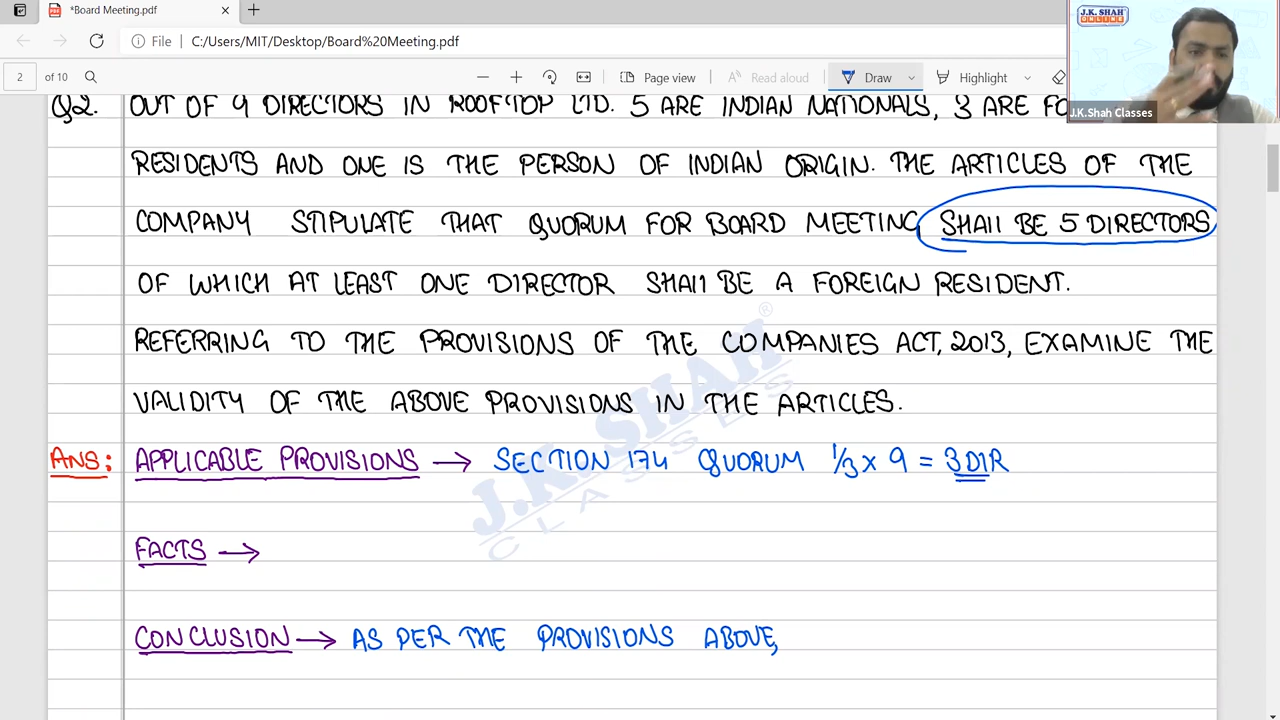 *Board Meeting.pdf
File C:/Users/MIT/Desktop/Board%20Meeting.pdf
2 of 10 Page view Read aloud Draw Highlight
J.K. SHAH
ONLINE
J.K.Shah Classes
Q2. OUT OF 9 DIRECTORS IN ROOFTOP LTD. 5 ARE INDIAN NATIONALS, 3 ARE
RESIDENTS AND ONE IS THE PERSON OF INDIAN ORIGIN. THE ARTICLES OF THE
COMPANY STIPULATE THAT QUORUM FOR BOARD MEETING SHALL BE 5 DIRECTORS
OF WHICH AT LEAST ONE DIRECTOR SHALL BE A FOREIGN RESIDENT.
REFERRING TO THE PROVISIONS OF THE COMPANIES ACT, 2013, EXAMINE THE
VALIDITY OF THE ABOVE PROVISIONS IN THE ARTICLES.
ANS: APPLICABLE PROVISIONS → SECTION 174 QUORUM 1/3 x 9 = 3 DIR
FACTS →
CONCLUSION → AS PER THE PROVISIONS ABOVE,
J.K. SHAH ®
CLASSES